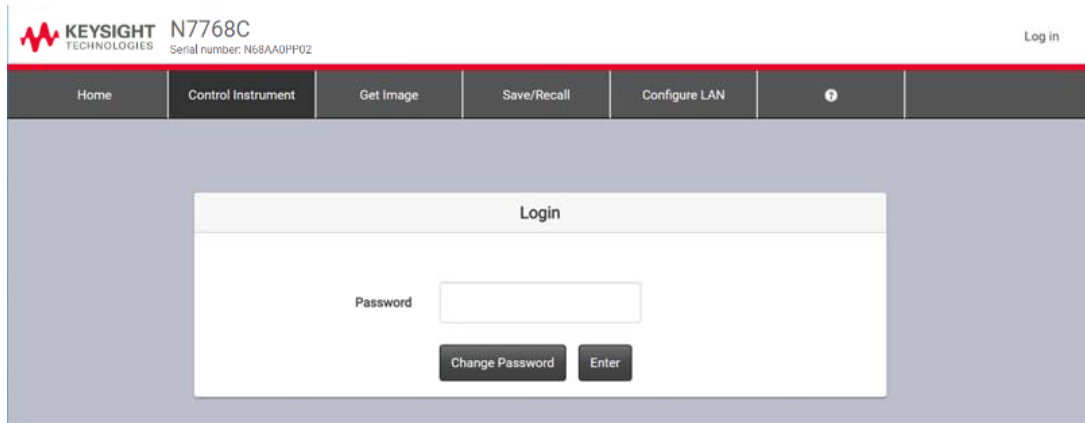 KEYSIGHT
TECHNOLOGIES
N7768C
Serial number: N68AA0PP02
Log in
Home Control Instrument Get Image Save/Recall Configure LAN ?
Login
Password
Change Password Enter